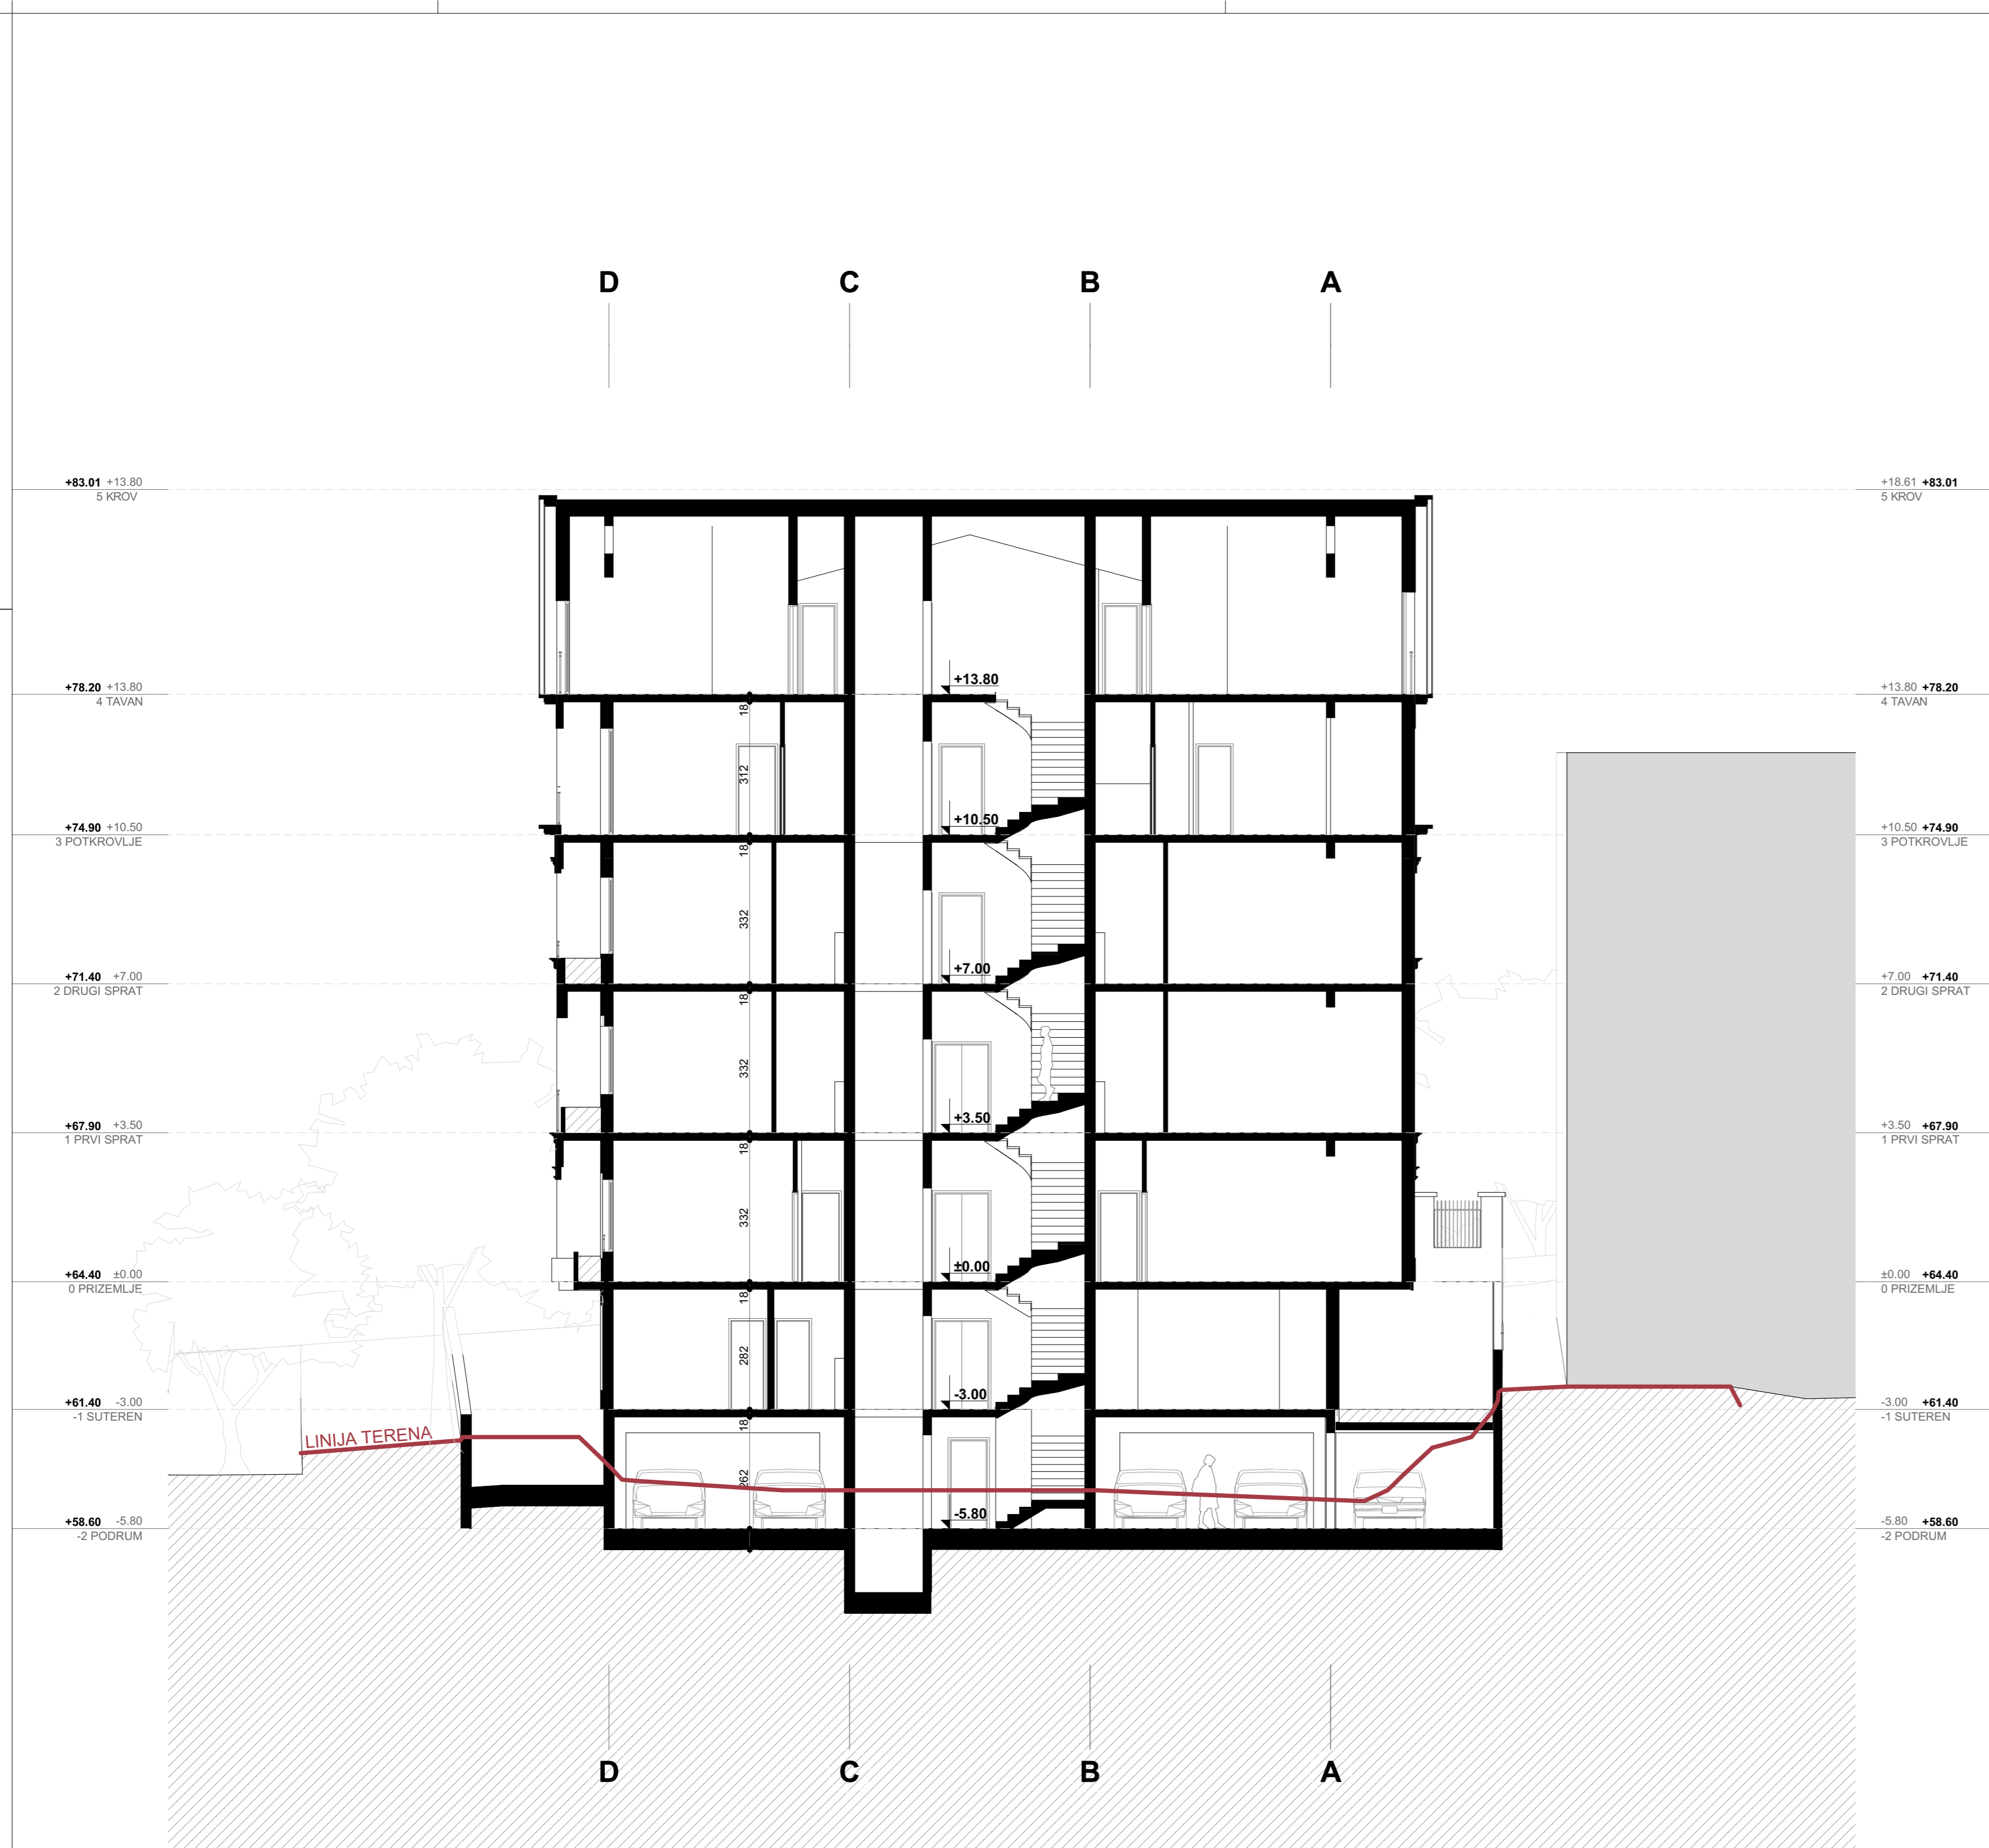 D C B A
+83.01 +13.80
5 KROV
+18.61 +83.01
5 KROV
+78.20 +13.80
4 TAVAN
+13.80
+13.80 +78.20
4 TAVAN
18
312
+74.90 +10.50
3 POTKROVLJE
+10.50
+10.50 +74.90
3 POTKROVLJE
18
332
+71.40 +7.00
2 DRUGI SPRAT
+7.00
+7.00 +71.40
2 DRUGI SPRAT
18
332
+67.90 +3.50
1 PRVI SPRAT
+3.50
+3.50 +67.90
1 PRVI SPRAT
18
332
+64.40 ±0.00
0 PRIZEMLJE
±0.00
±0.00 +64.40
0 PRIZEMLJE
18
282
+61.40 -3.00
-1 SUTEREN
-3.00
-3.00 +61.40
-1 SUTEREN
18
LINIJA TERENA
262
+58.60 -5.80
-2 PODRUM
-5.80
-5.80 +58.60
-2 PODRUM
D C B A